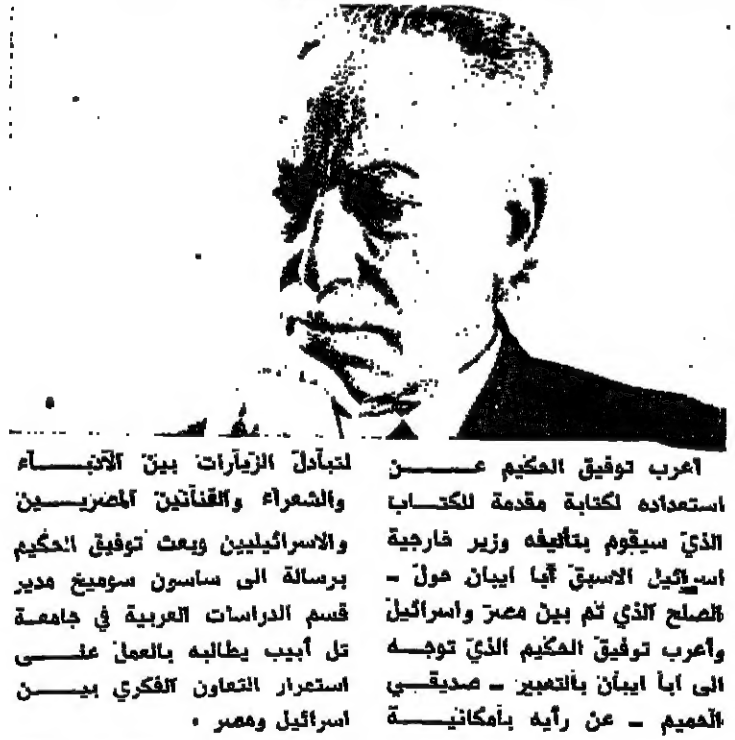 أعرب توفيق الحكيم عن
استعداده لكتابة مقدمة للكتاب
الذي سيقوم بتأليفه وزير خارجية
اسرائيل الاسبق أبا ايبان حول -
الصلح الذي تم بين مصر واسرائيل
وأعرب توفيق الحكيم الذي توجه
الى أبا ايبان بالتعبير - صديقي
الحميم - عن رأيه بأمكانية
لتبادل الزيارات بين الأدباء
والشعراء والفنانين المصريين
والاسرائيليين وبعث توفيق الحكيم
برسالة الى ساسون سوميخ مدير
قسم الدراسات العربية في جامعة
تل أبيب يطالبه بالعمل على
استمرار التعاون الفكري بين
اسرائيل ومصر .